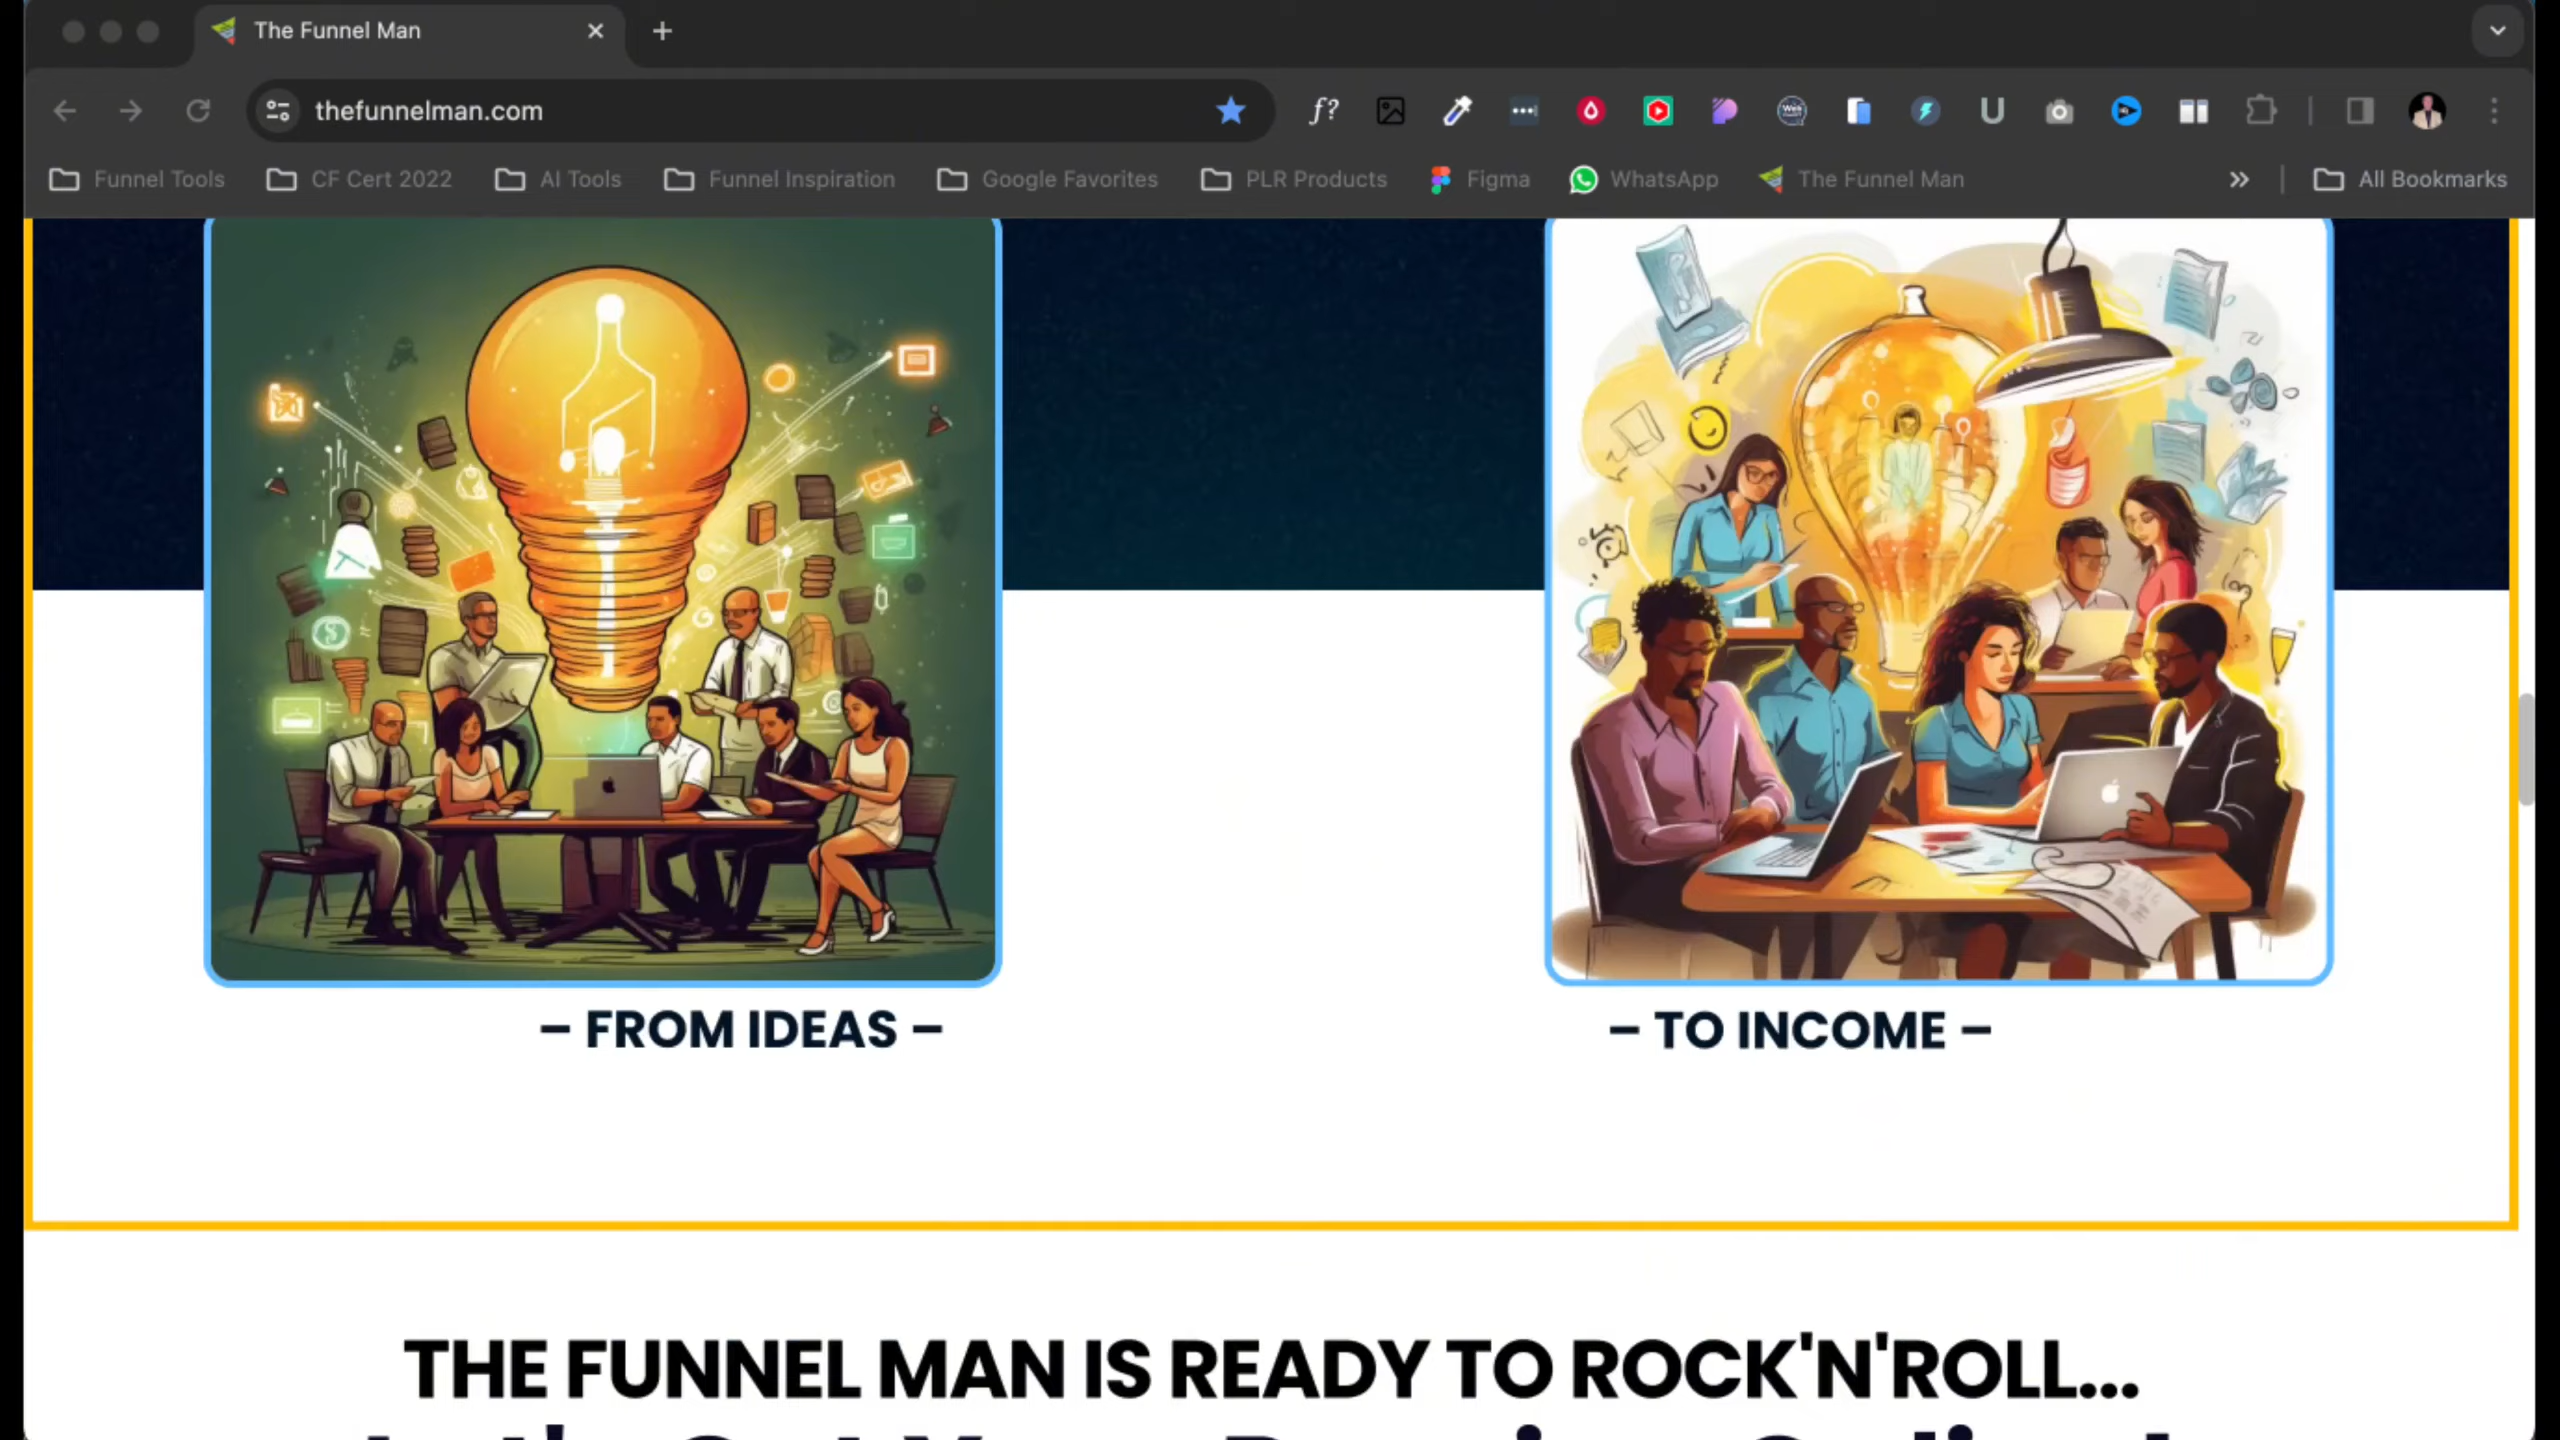 The Funnel Man
thefunnelman.com
Funnel Tools
CF Cert 2022
AI Tools
Funnel Inspiration
Google Favorites
PLR Products
Figma
WhatsApp
The Funnel Man
All Bookmarks
– FROM IDEAS –
– TO INCOME –
THE FUNNEL MAN IS READY TO ROCK'N'ROLL...